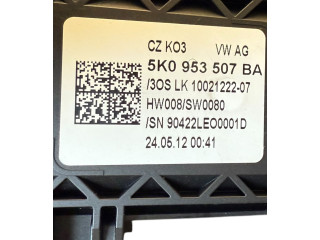 CZ KO3 VW AG
5K0 953 507 BA
/3OS LK 10021222-07
HW008/SW0080
/SN 90422LEO0001D
24.05.12 00:41